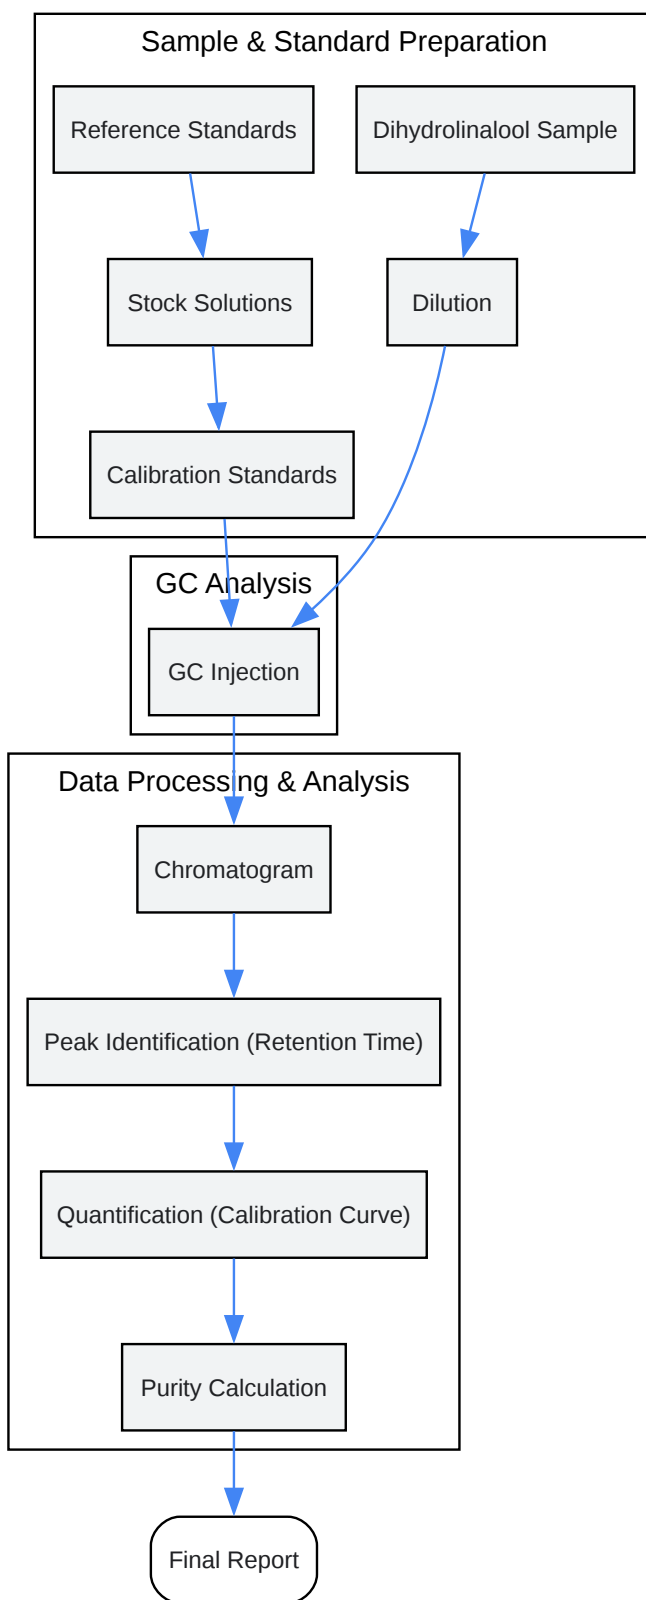 Sample & Standard Preparation
Reference Standards
Dihydrolinalool Sample
Stock Solutions
Dilution
Calibration Standards
GC Analysis
GC Injection
Data Processing & Analysis
Chromatogram
Peak Identification (Retention Time)
Quantification (Calibration Curve)
Purity Calculation
Final Report